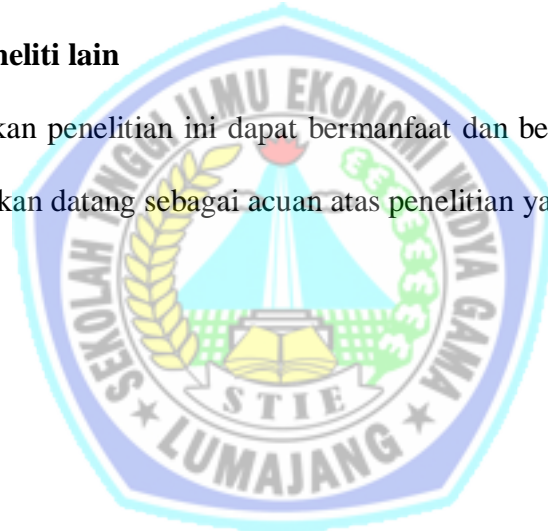 neliti lain
kan penelitian ini dapat bermanfaat dan be
kan datang sebagai acuan atas penelitian ya
SEKOLAH TINGGI ILMU EKONOMI WIDYA GAMA
STIE
LUMAJANG